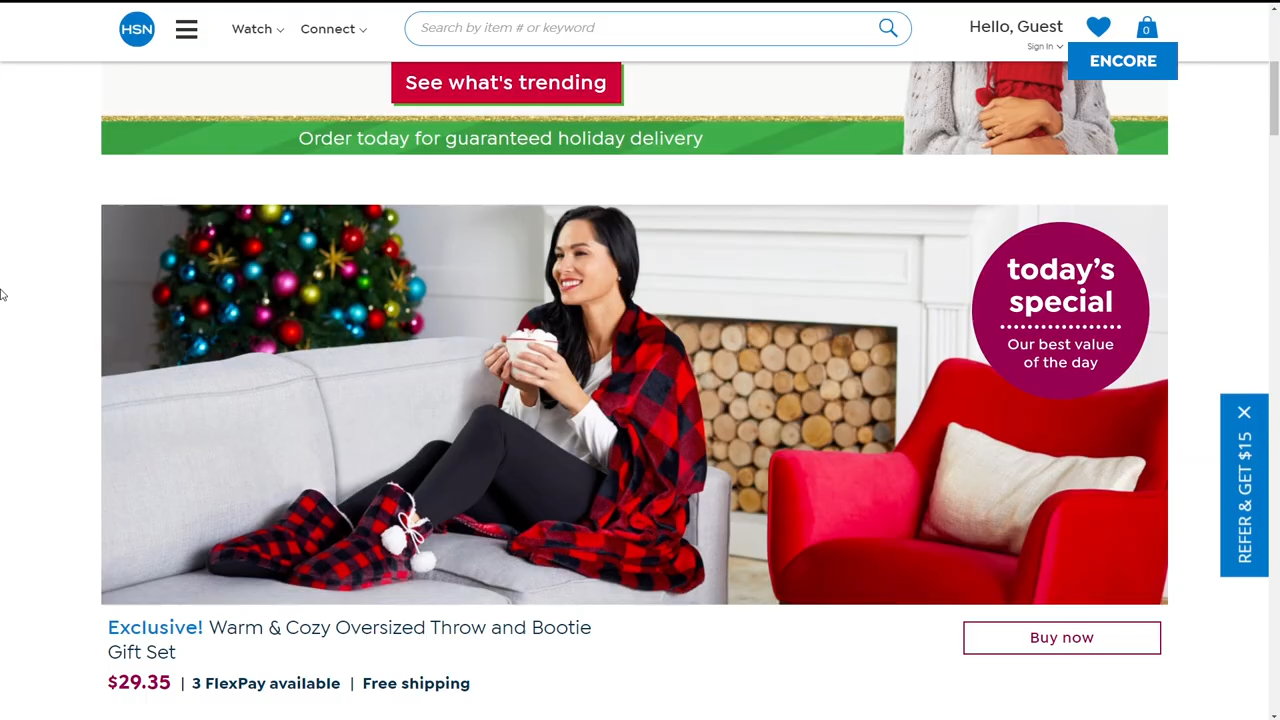 HSN
Watch
Connect
Search by item # or keyword
Hello, Guest
Sign In
0
ENCORE
See what's trending
Order today for guaranteed holiday delivery
today's
special
Our best value
of the day
REFER & GET $15
Exclusive! Warm & Cozy Oversized Throw and Bootie
Gift Set
Buy now
$29.35 | 3 FlexPay available | Free shipping